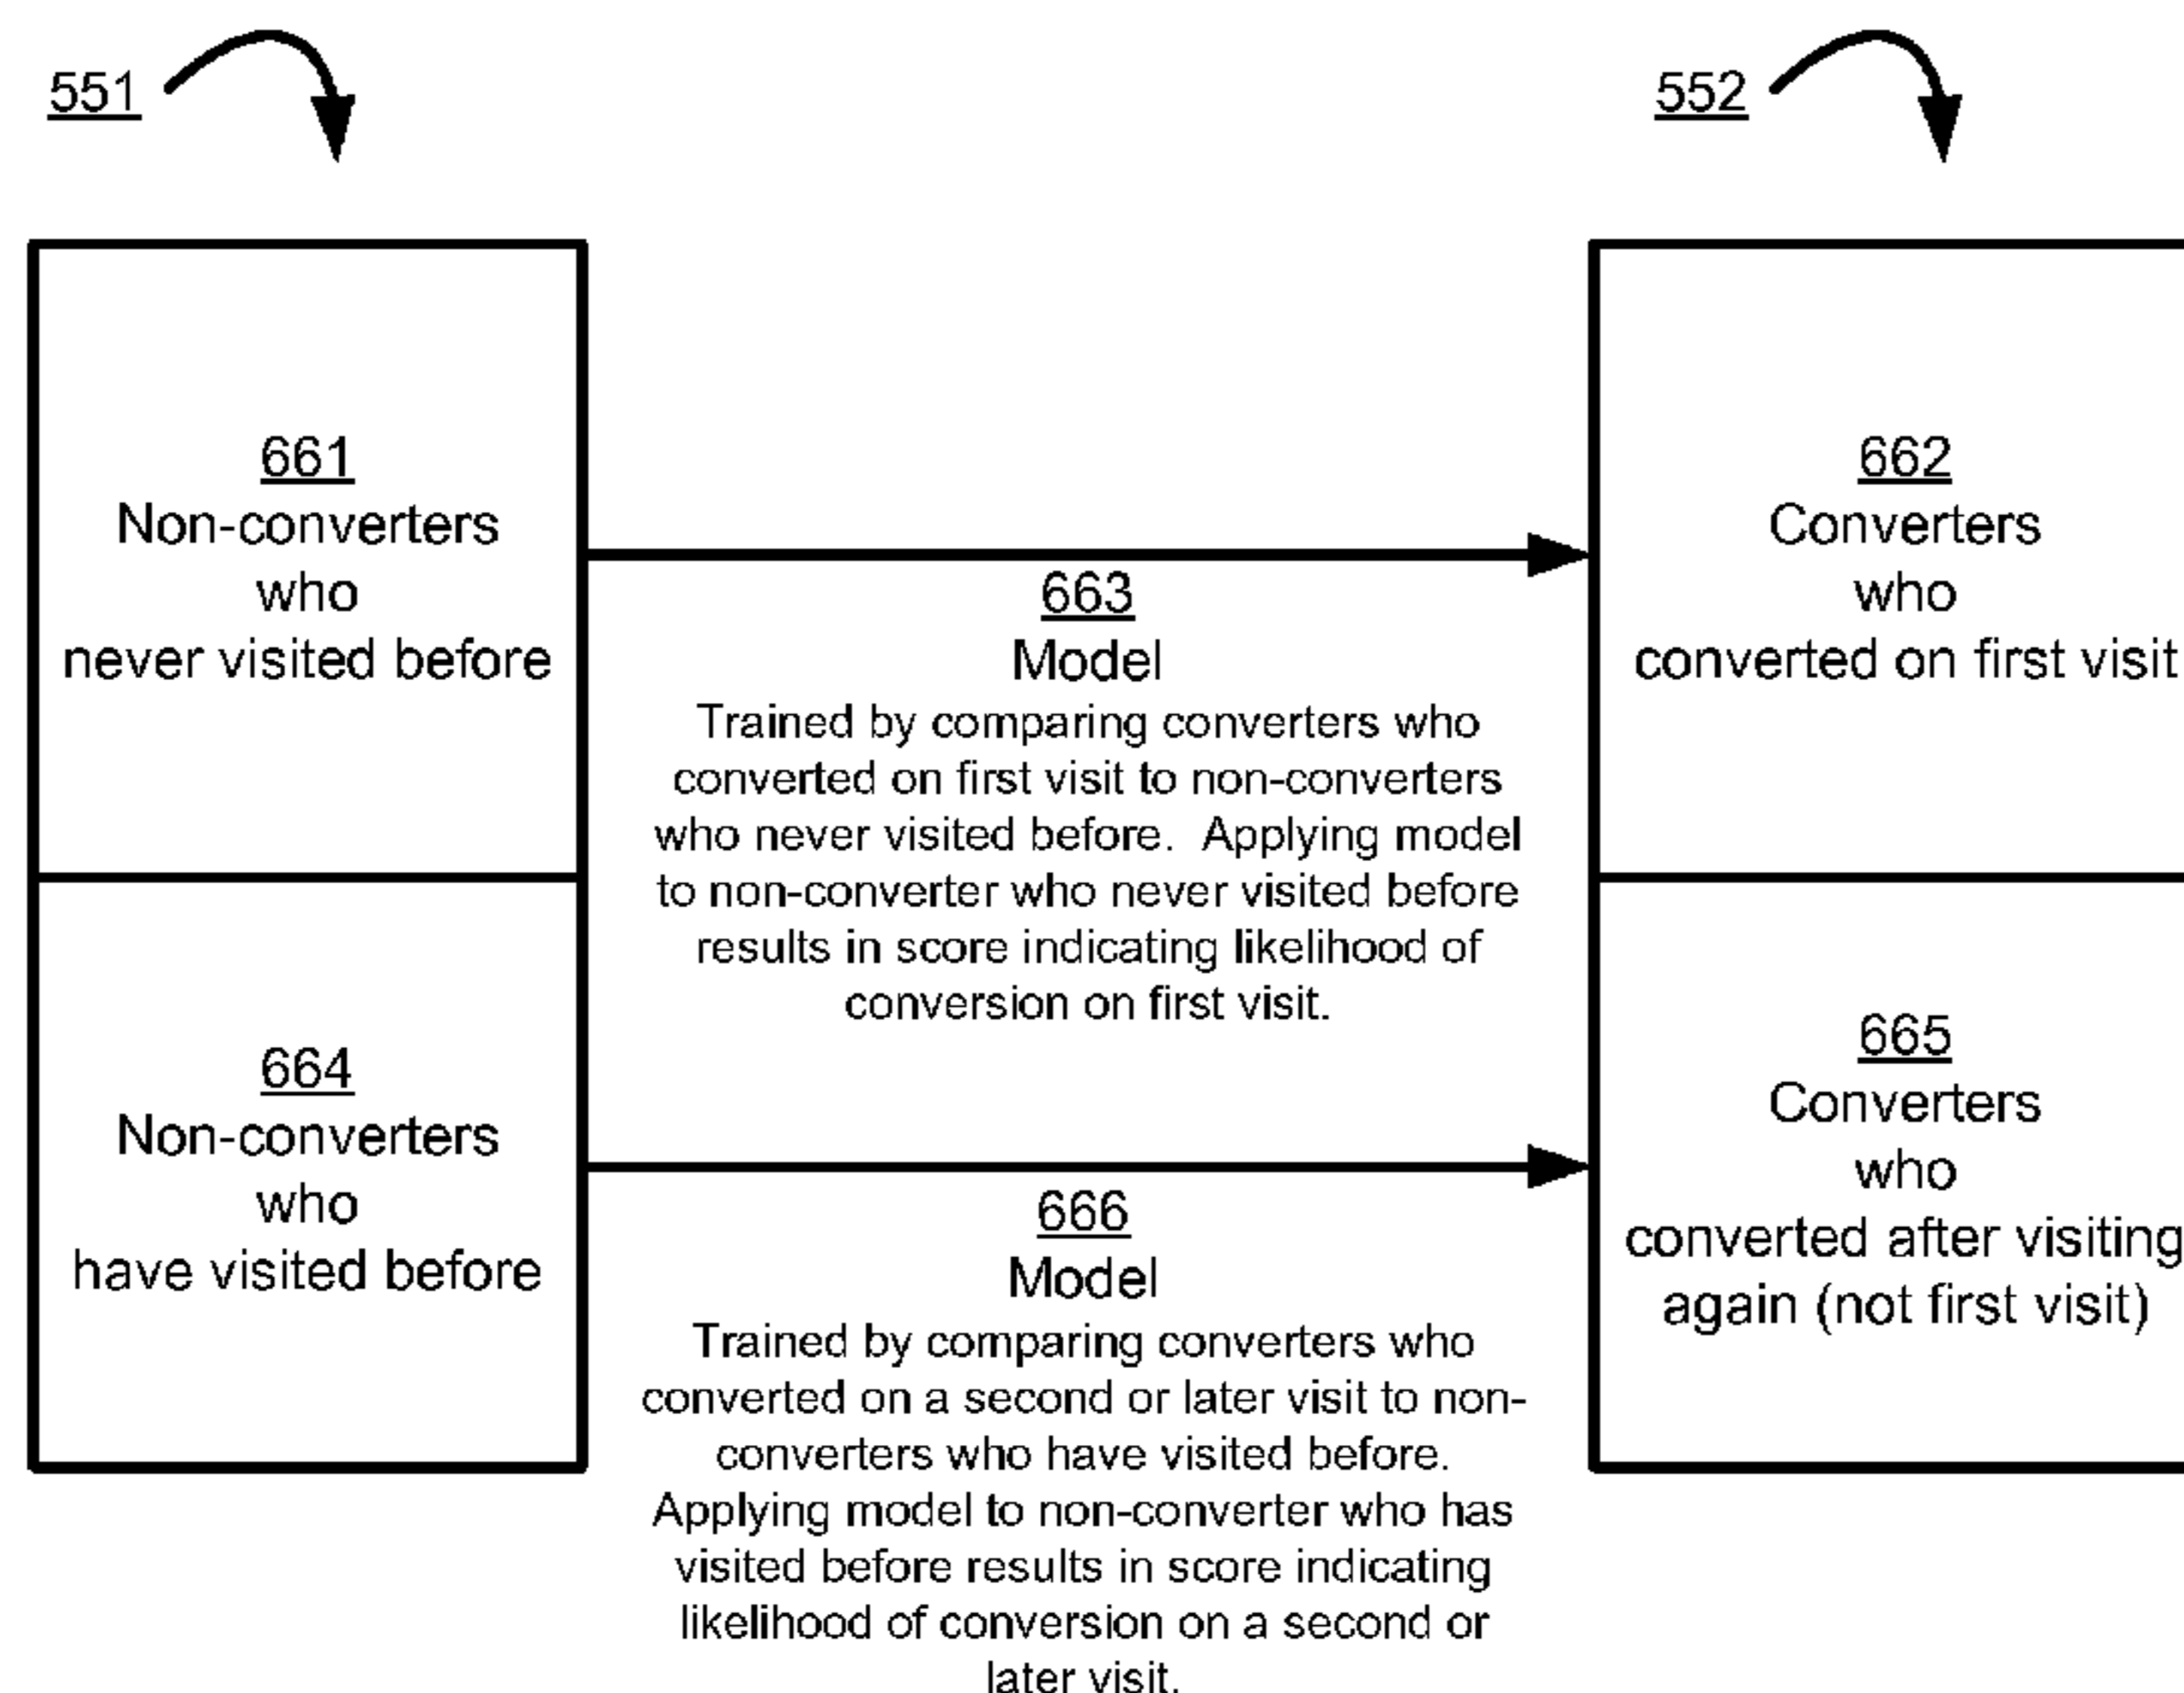 551
552
661
Non-converters
who
never visited before
663
Model
Trained by comparing converters who
converted on first visit to non-converters
who never visited before. Applying model
to non-converter who never visited before
results in score indicating likelihood of
conversion on first visit.
662
Converters
who
converted on first visit
664
Non-converters
who
have visited before
666
Model
Trained by comparing converters who
converted on a second or later visit to non-
converters who have visited before.
Applying model to non-converter who has
visited before results in score indicating
likelihood of conversion on a second or
later visit.
665
Converters
who
converted after visiting
again (not first visit)